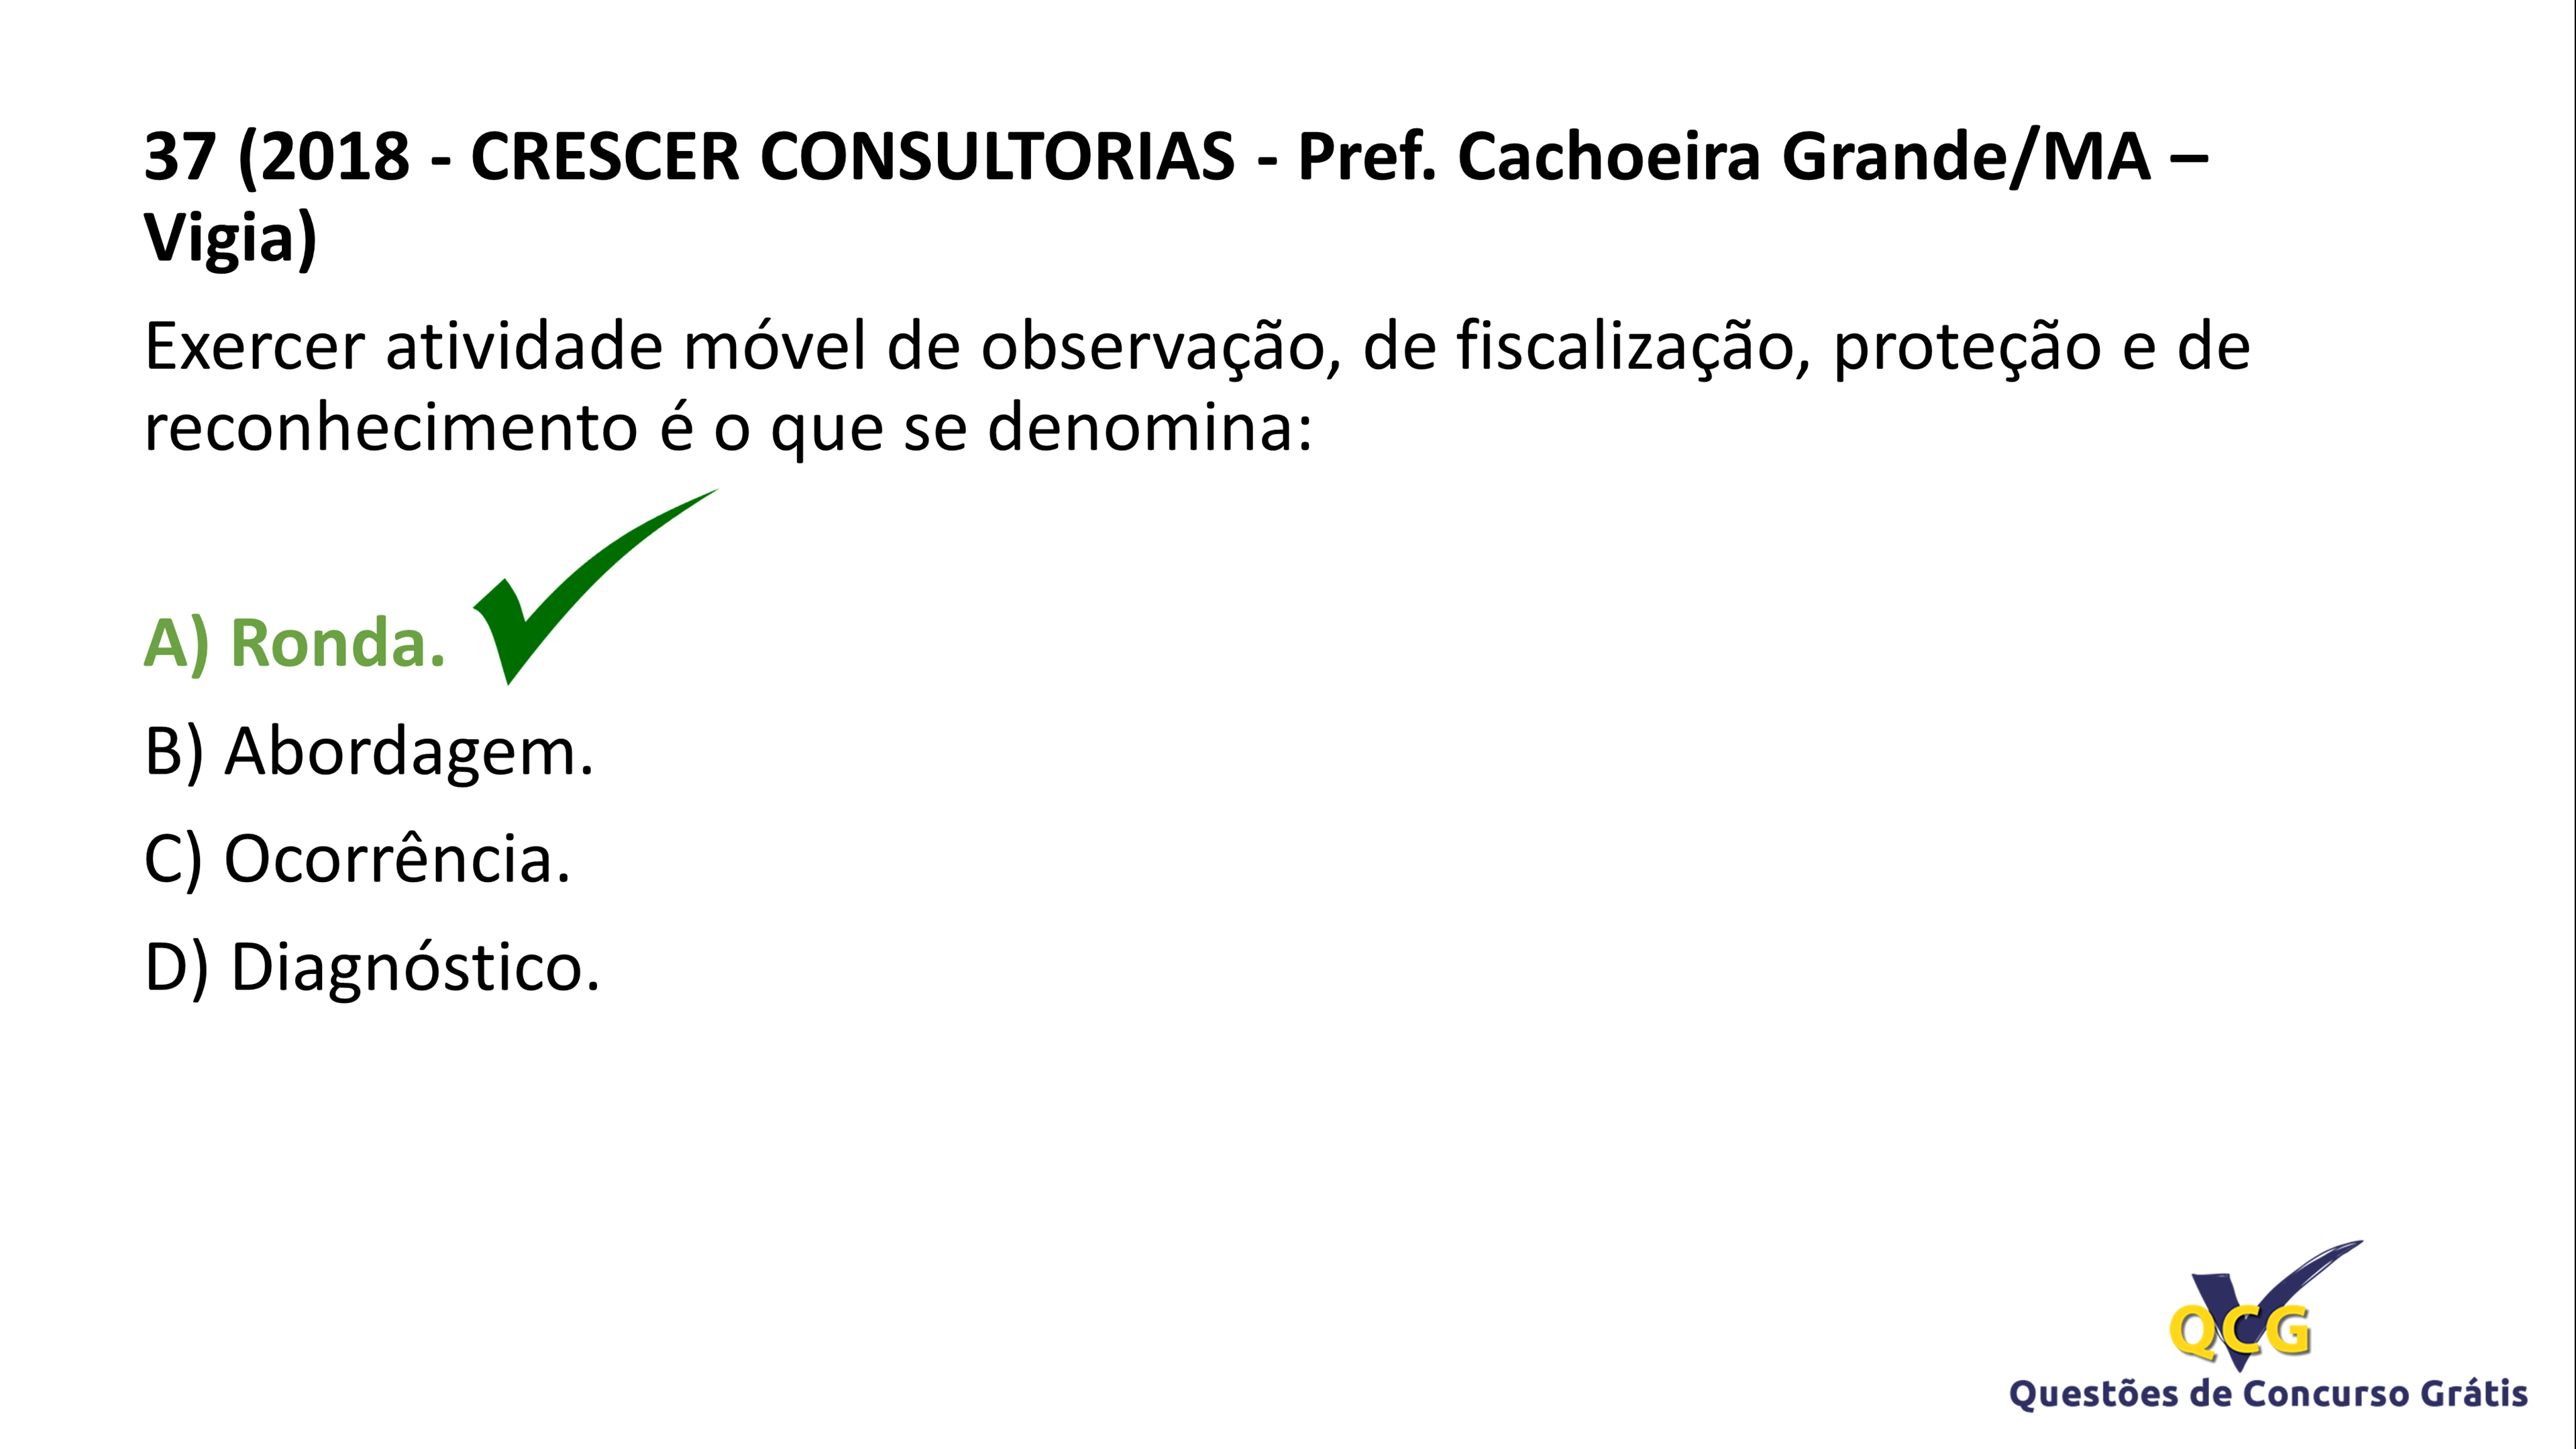 37 (2018 - CRESCER CONSULTORIAS - Pref. Cachoeira Grande/MA –
Vigia)
Exercer atividade móvel de observação, de fiscalização, proteção e de
reconhecimento é o que se denomina:
A) Ronda.
B) Abordagem.
C) Ocorrência.
D) Diagnóstico.
QCG
Questões de Concurso Grátis